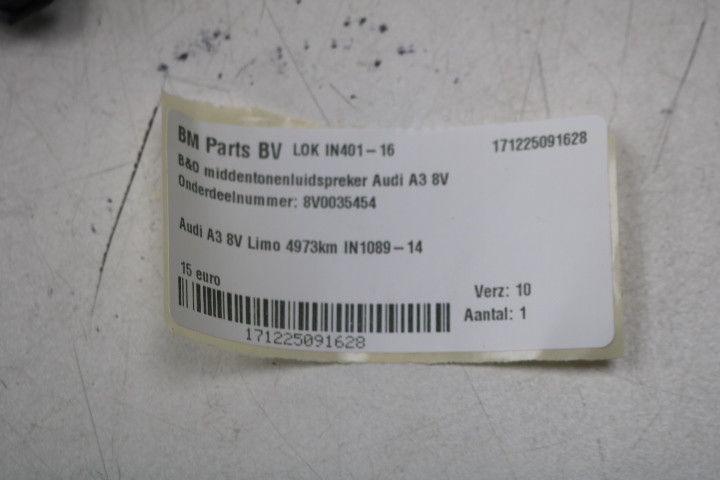 BM Parts BV LOK IN401-16 171225091628
B&O middentonenluidspreker Audi A3 8V
Onderdeelnummer: 8V0035454
Audi A3 8V Limo 4973km IN1089-14
15 euro
Verz: 10
Aantal: 1
171225091628